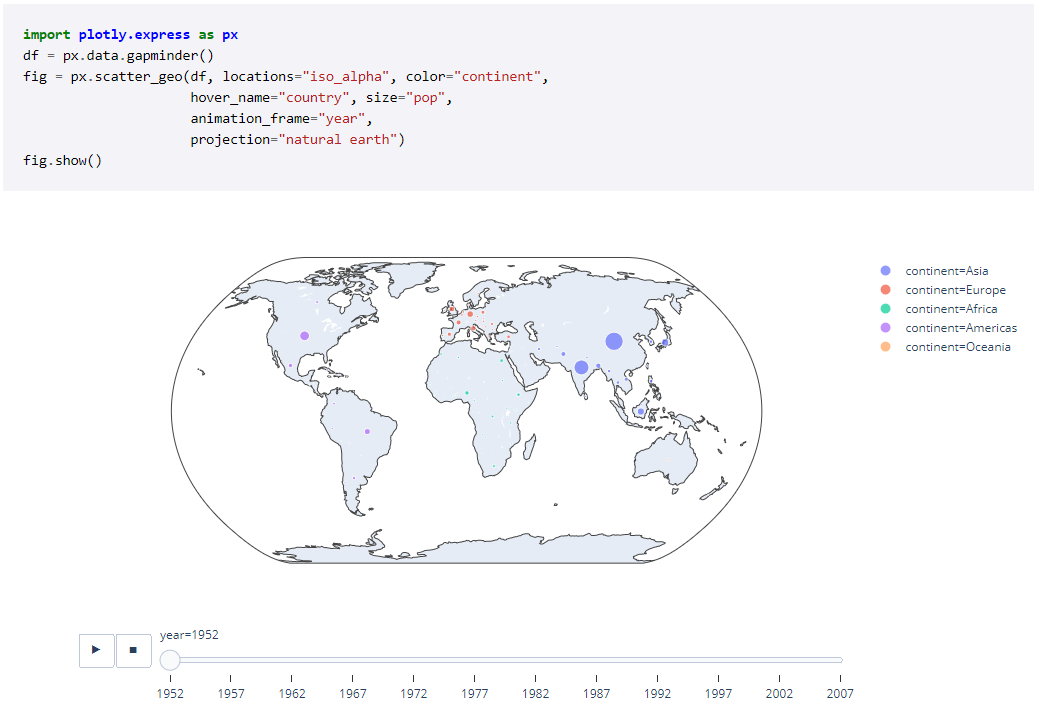 import plotly.express as px
df = px.data.gapminder()
fig = px.scatter_geo(df, locations="iso_alpha", color="continent",
                     hover_name="country", size="pop",
                     animation_frame="year",
                     projection="natural earth")
fig.show()
continent=Asia
continent=Europe
continent=Africa
continent=Americas
continent=Oceania
year=1952
1952 1957 1962 1967 1972 1977 1982 1987 1992 1997 2002 2007